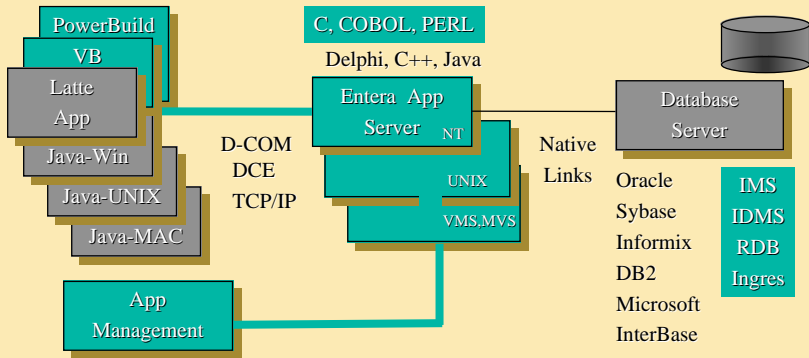 PowerBuild
VB
Latte
App
Java-Win
Java-UNIX
Java-MAC
App
Management
D-COM
DCE
TCP/IP
C, COBOL, PERL
Delphi, C++, Java
Entera App
Server
NT
UNIX
VMS,MVS
Native
Links
Database
Server
Oracle
Sybase
Informix
DB2
Microsoft
InterBase
IMS
IDMS
RDB
Ingres